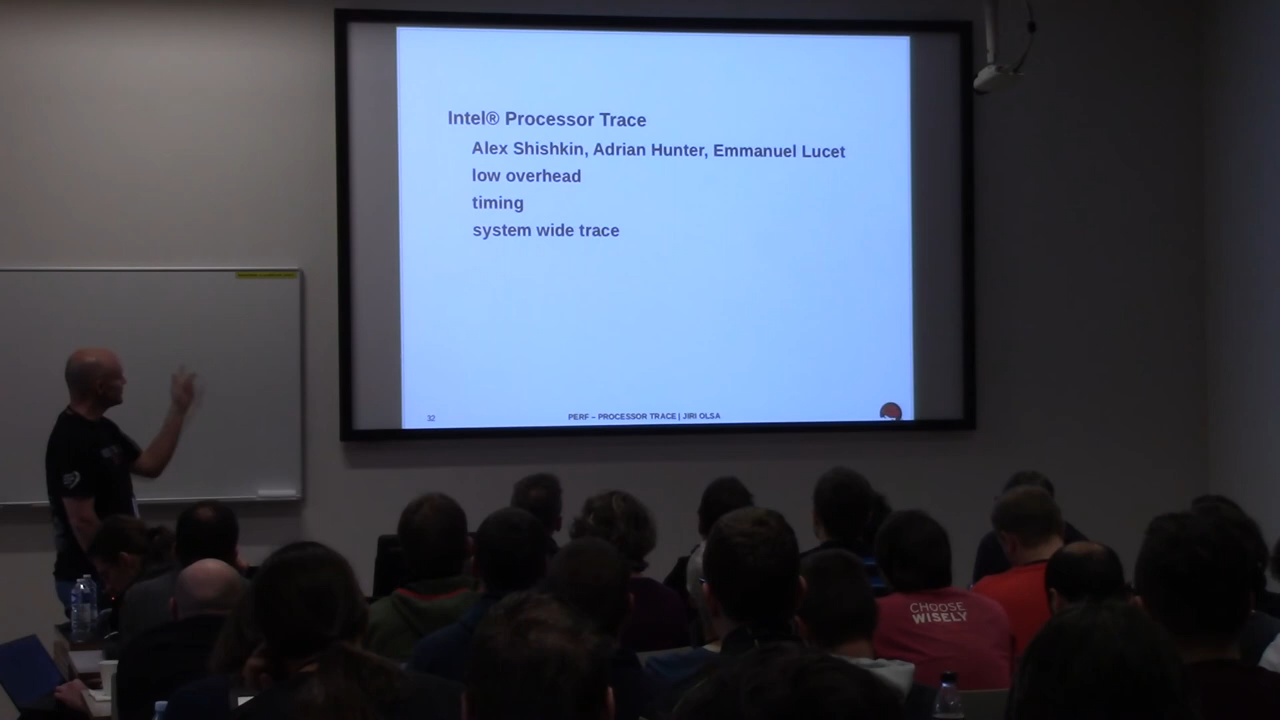 Intel® Processor Trace
Alex Shishkin, Adrian Hunter, Emmanuel Lucet
low overhead
timing
system wide trace
32
PERF – PROCESSOR TRACE | JIRI OLSA
CHOOSE
WISELY